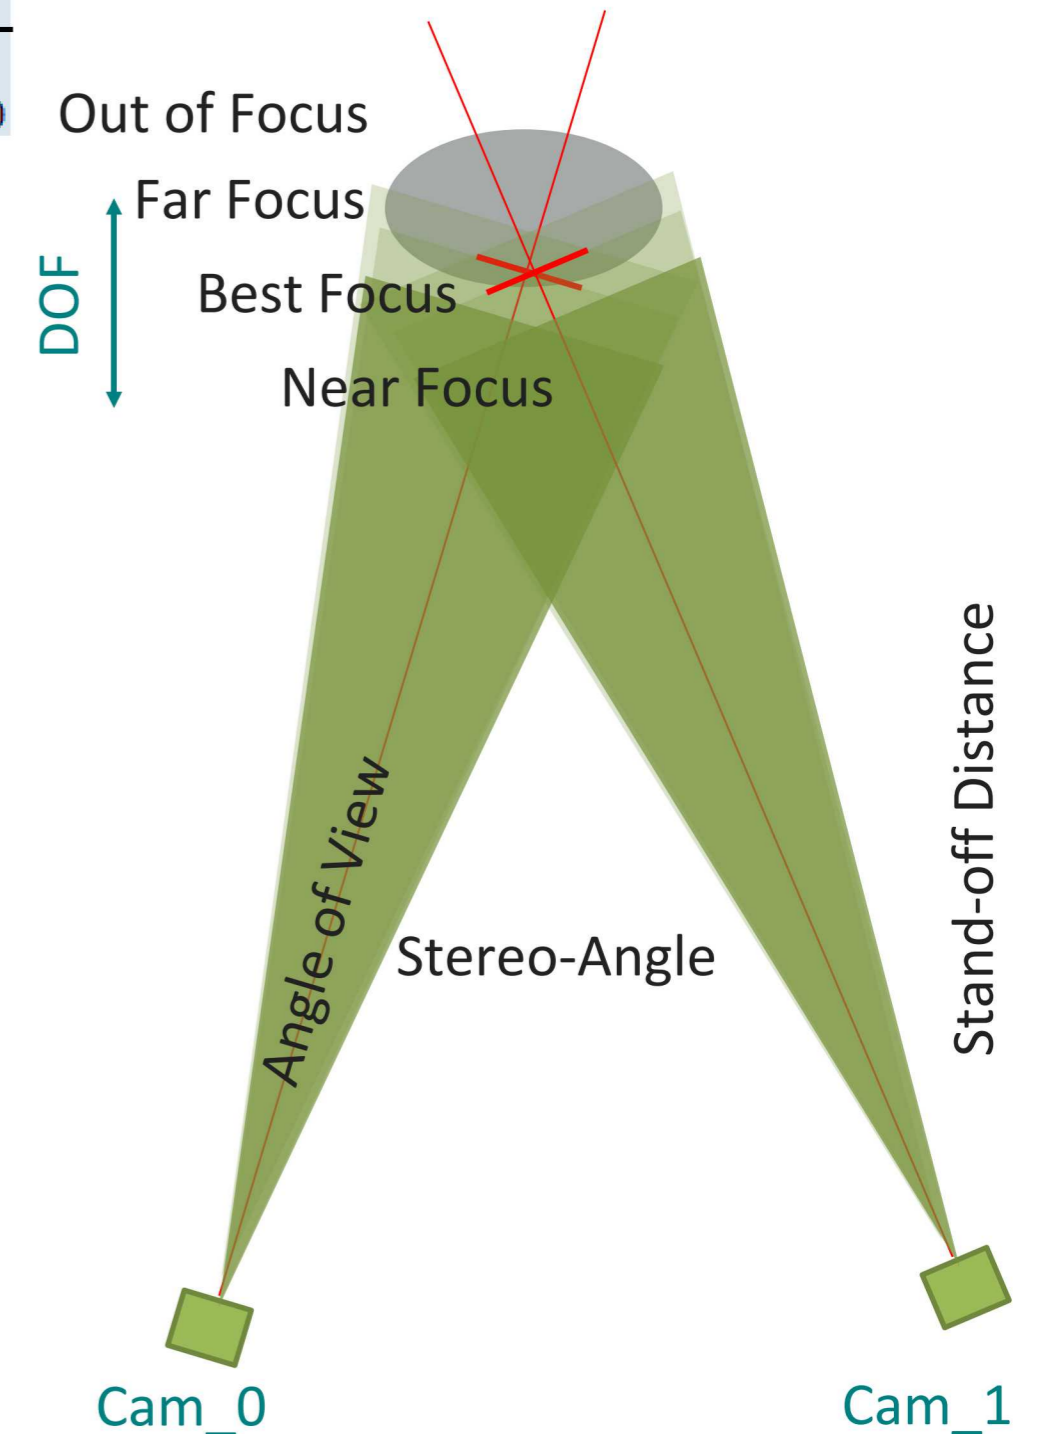 Out of Focus
Far Focus
DOF
Best Focus
Near Focus
Stand-off Distance
Angle of View
Stereo-Angle
Cam_0
Cam_1